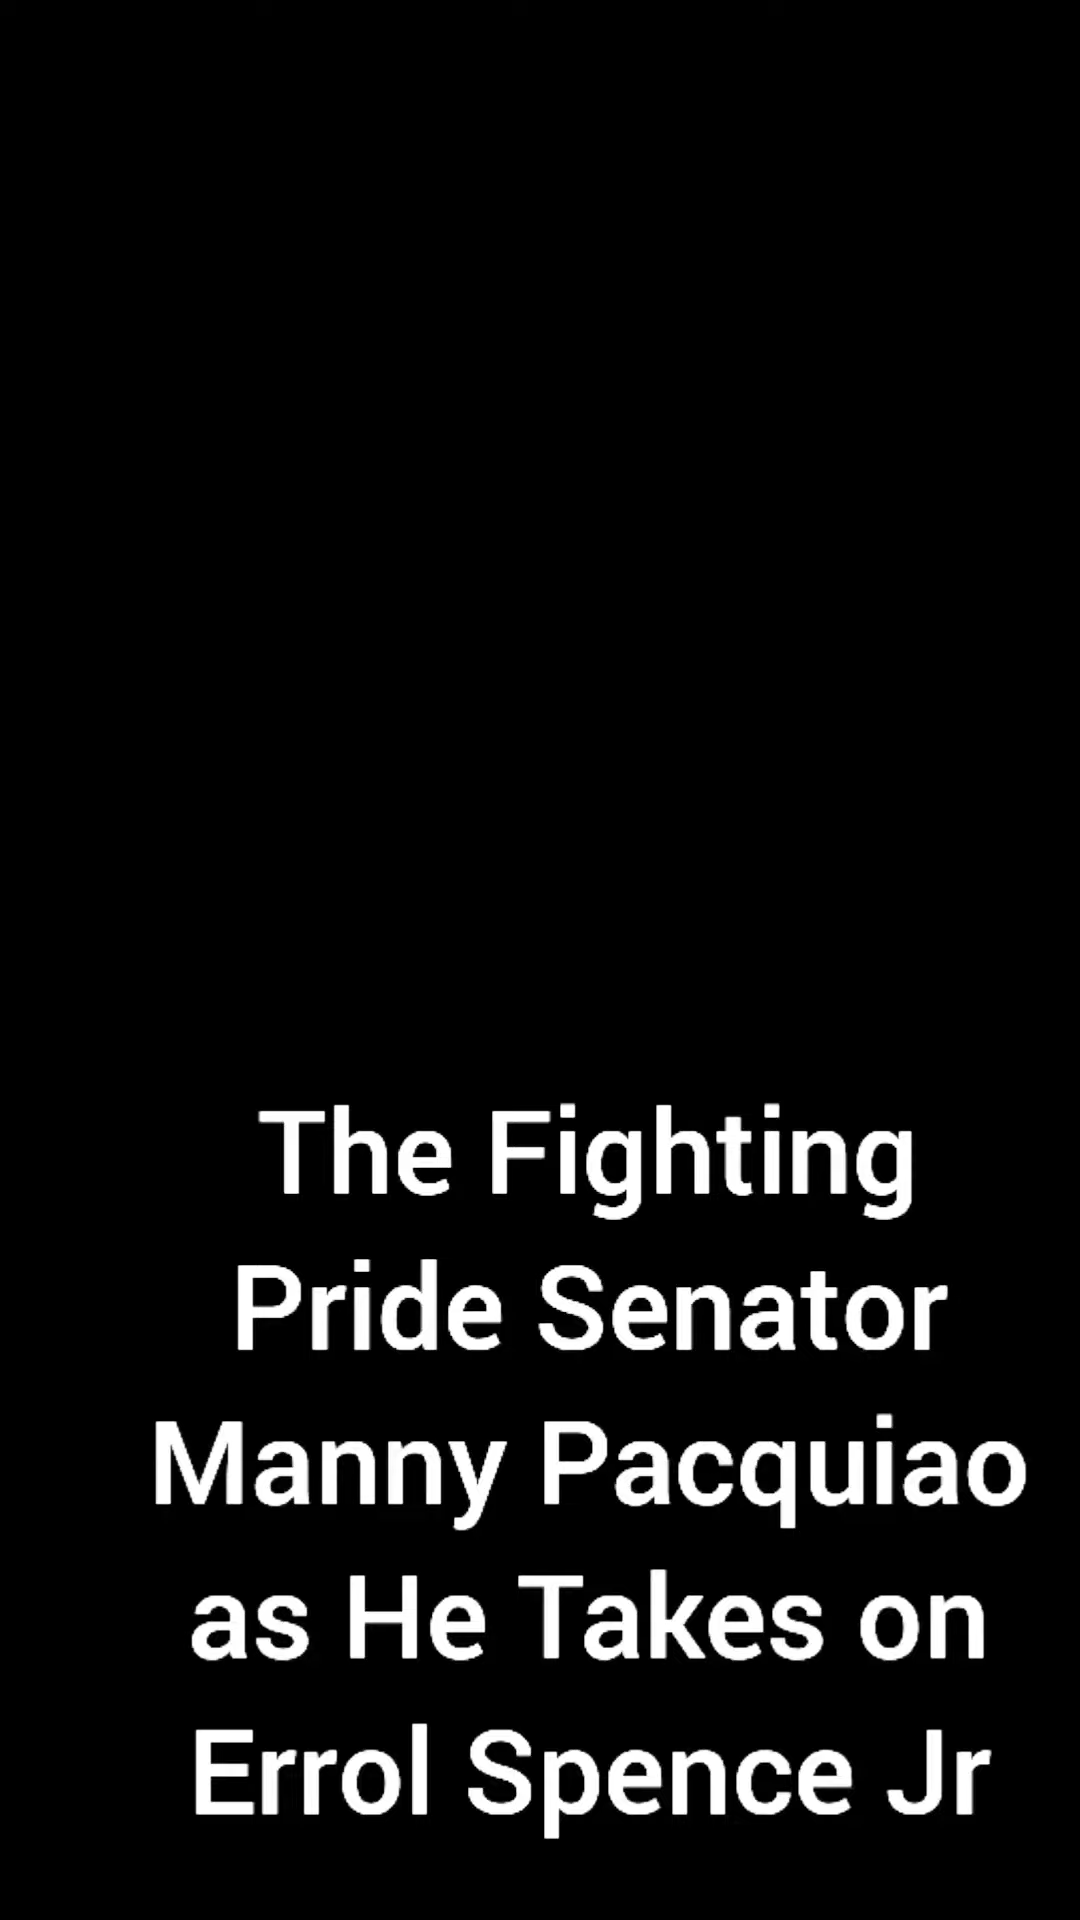 The Fighting
Pride Senator
Manny Pacquiao
as He Takes on
Errol Spence Jr